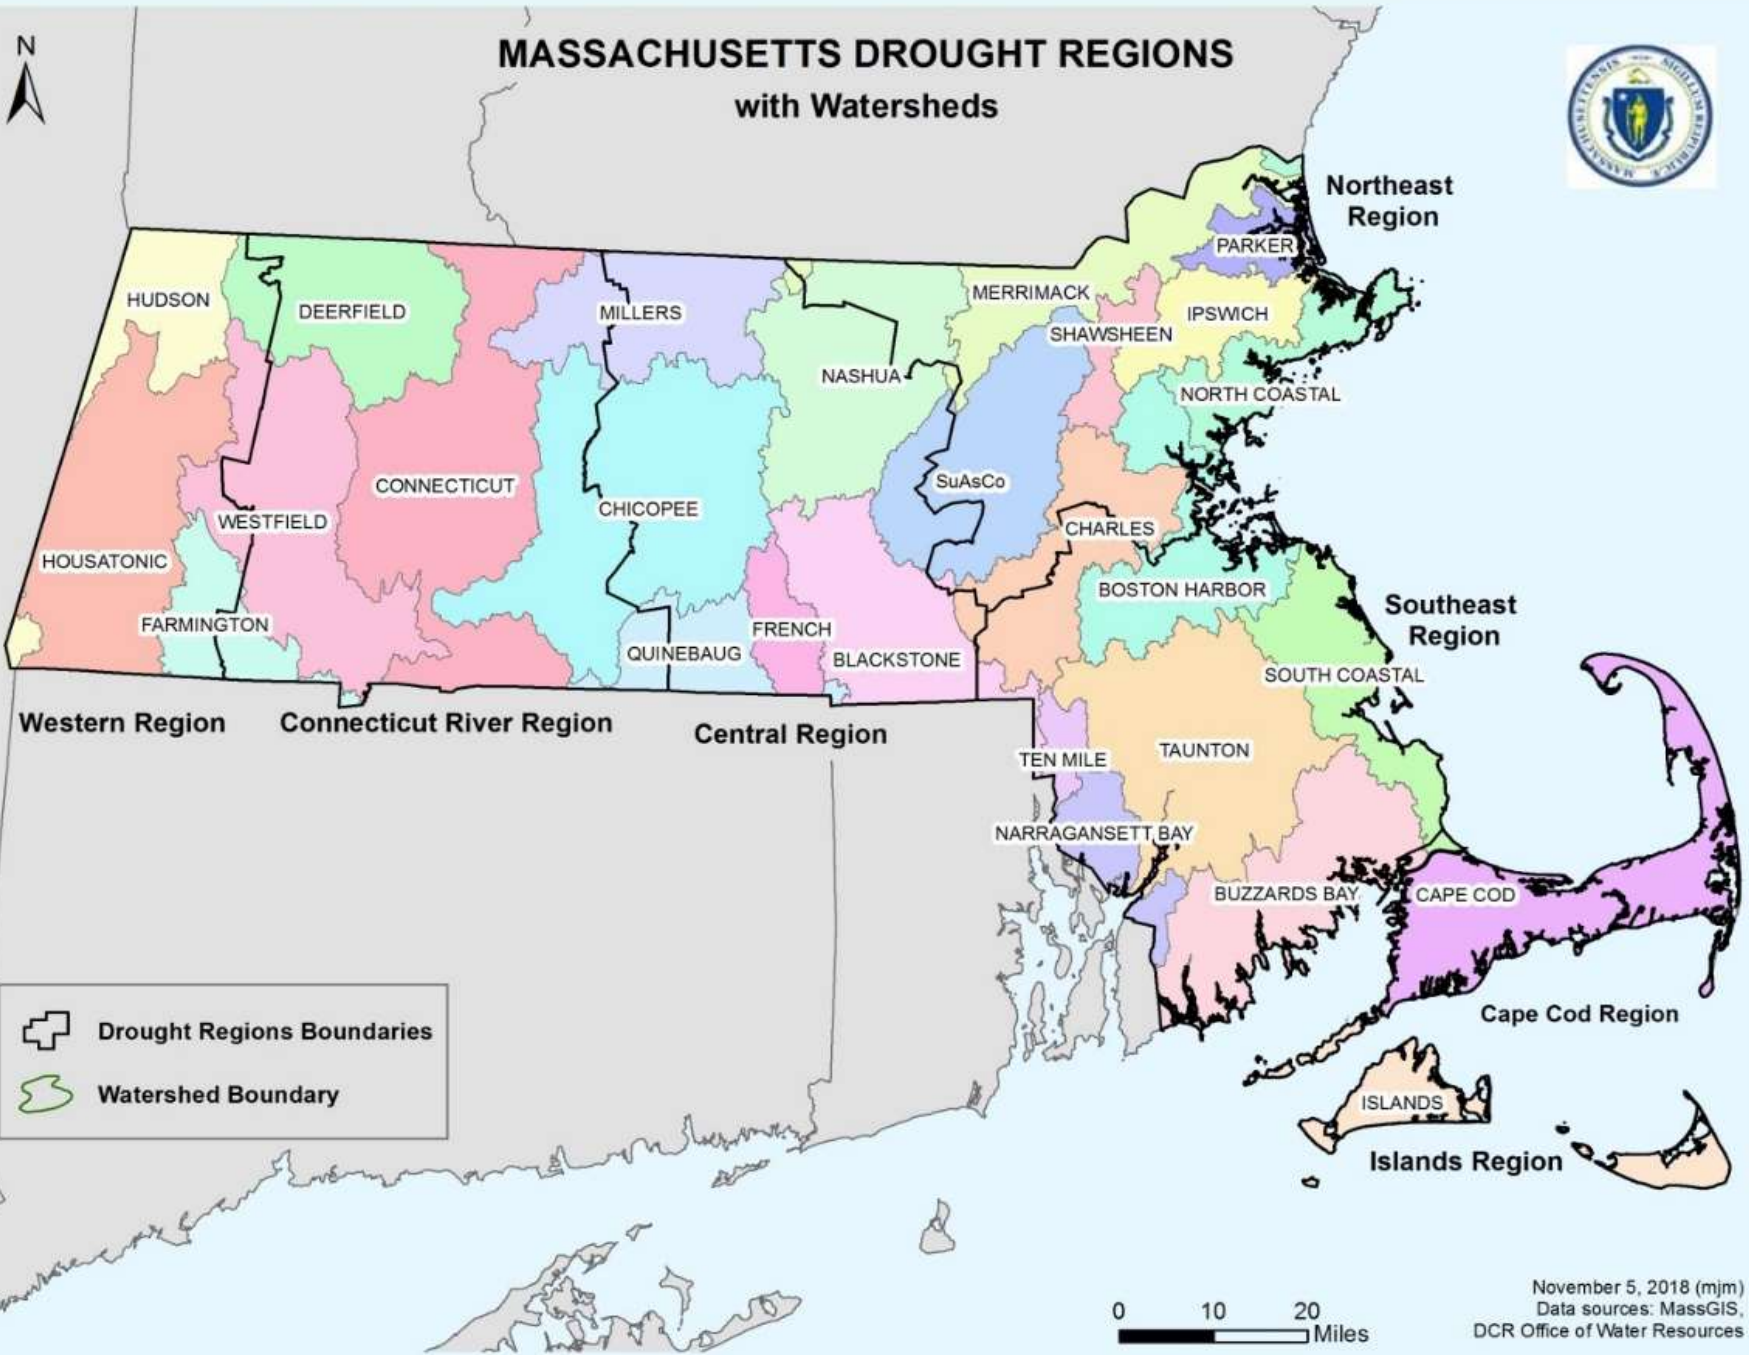 MASSACHUSETTS DROUGHT REGIONS
with Watersheds
N
Northeast
Region
PARKER
HUDSON
DEERFIELD
MILLERS
MERRIMACK
IPSWICH
SHAWSHEEN
NASHUA
NORTH COASTAL
CONNECTICUT
SuAsCo
CHICOPEE
WESTFIELD
CHARLES
HOUSATONIC
BOSTON HARBOR
Southeast
Region
FARMINGTON
FRENCH
QUINEBAUG
BLACKSTONE
SOUTH COASTAL
Western Region
Connecticut River Region
Central Region
TAUNTON
TEN MILE
NARRAGANSETT BAY
BUZZARDS BAY
CAPE COD
Cape Cod Region
Drought Regions Boundaries
Watershed Boundary
ISLANDS
Islands Region
0 10 20
Miles
November 5, 2018 (mjm)
Data sources: MassGIS,
DCR Office of Water Resources